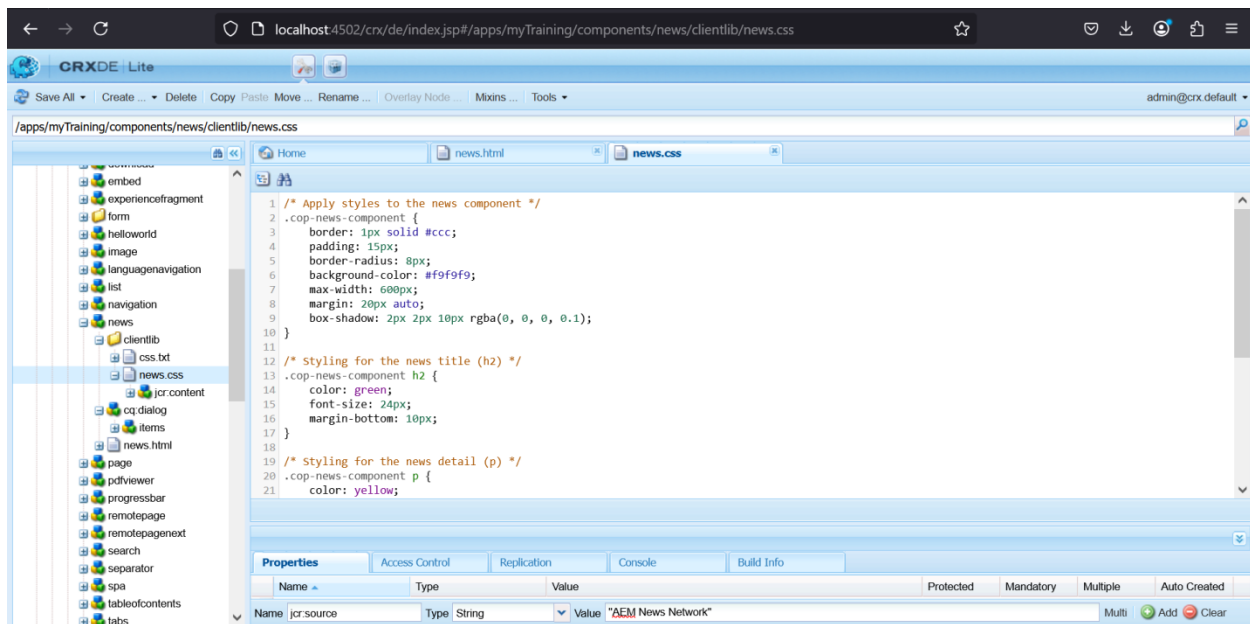 localhost:4502/crx/de/index.jsp#/apps/myTraining/components/news/clientlib/news.css
CRXDE Lite
Save All Create ... Delete Copy Paste Move ... Rename ... Overlay Node ... Mixins ... Tools admin@crx.default
/apps/myTraining/components/news/clientlib/news.css
Home news.html news.css
download
embed
experiencefragment
form
helloworld
image
languagenavigation
list
navigation
news
clientlib
css.txt
news.css
jcr:content
cq:dialog
items
news.html
page
pdfviewer
progressbar
remotepage
remotepagenext
search
separator
spa
tableofcontents
tabs
1 /* Apply styles to the news component */
2 .cop-news-component {
3 border: 1px solid #ccc;
4 padding: 15px;
5 border-radius: 8px;
6 background-color: #f9f9f9;
7 max-width: 600px;
8 margin: 20px auto;
9 box-shadow: 2px 2px 10px rgba(0, 0, 0, 0.1);
10 }
11
12 /* Styling for the news title (h2) */
13 .cop-news-component h2 {
14 color: green;
15 font-size: 24px;
16 margin-bottom: 10px;
17 }
18
19 /* Styling for the news detail (p) */
20 .cop-news-component p {
21 color: yellow;
Properties Access Control Replication Console Build Info
Name Type Value Protected Mandatory Multiple Auto Created
Name jcr:source Type String Value "AEM News Network" Multi Add Clear